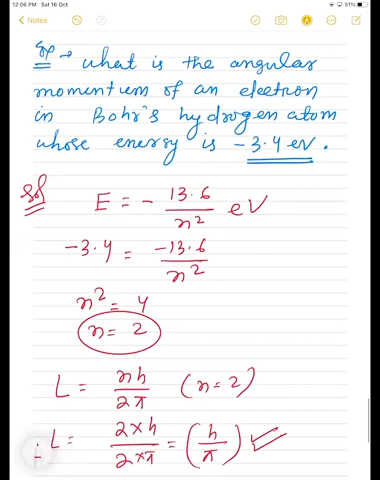 12:06 PM Sat 16 Oct
51%
Notes
Ex → What is the angular
momentum of an electron
in Bohr's hydrogen atom
whose energy is -3.4 eV.
Sol
E = - 13.6/n² eV
-3.4 = -13.6/n²
n² = 4
n = 2
L = nh/2π (n=2)
L = 2×h/2×π = (h/π) ✓